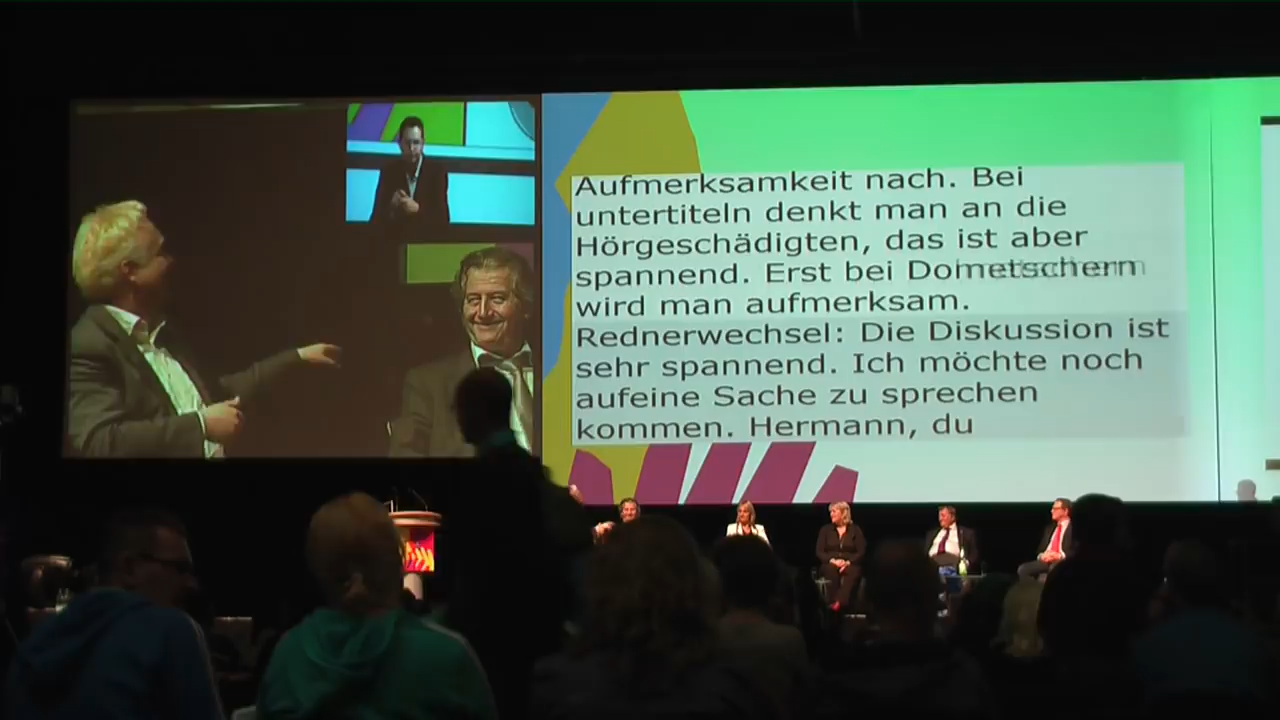 Aufmerksamkeit nach. Bei
untertiteln denkt man an die
Hörgeschädigten, das ist aber
spannend. Erst bei Dometschern
wird man aufmerksam.
Rednerwechsel: Die Diskussion ist
sehr spannend. Ich möchte noch
aufeine Sache zu sprechen
kommen. Hermann, du